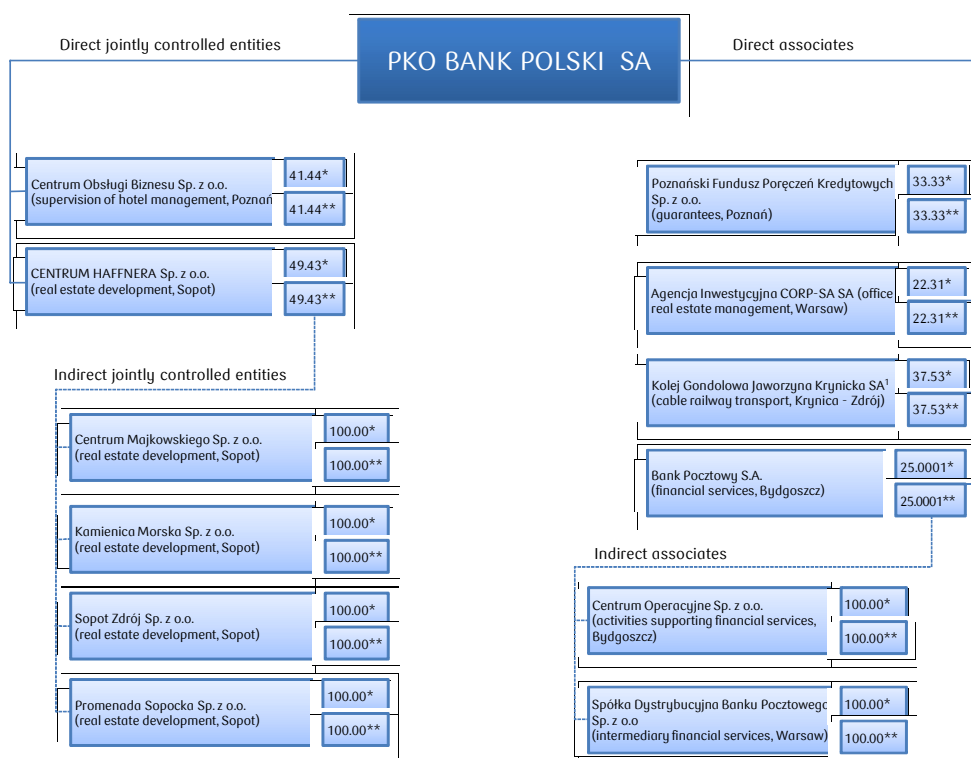 PKO BANK POLSKI SA
Direct jointly controlled entities
Centrum Obsługi Biznesu Sp. z o.o.
(supervision of hotel management, Poznań
41.44*
41.44**
CENTRUM HAFFNERA Sp. z o.o.
(real estate development, Sopot)
49.43*
49.43**
Indirect jointly controlled entities
Centrum Majkowskiego Sp. z o.o.
(real estate development, Sopot)
100.00*
100.00**
Kamienica Morska Sp. z o.o.
(real estate development, Sopot)
100.00*
100.00**
Sopot Zdrój Sp. z o.o.
(real estate development, Sopot)
100.00*
100.00**
Promenada Sopocka Sp. z o.o.
(real estate development, Sopot)
100.00*
100.00**
Direct associates
Poznański Fundusz Poręczeń Kredytowych
Sp. z o.o.
(guarantees, Poznań)
33.33*
33.33**
Agencja Inwestycyjna CORP-SA SA (office
real estate management, Warsaw)
22.31*
22.31**
Kolej Gondolowa Jaworzyna Krynicka SA¹
(cable railway transport, Krynica - Zdrój)
37.53*
37.53**
Bank Pocztowy S.A.
(financial services, Bydgoszcz)
25.0001*
25.0001**
Indirect associates
Centrum Operacyjne Sp. z o.o.
(activities supporting financial services,
Bydgoszcz)
100.00*
100.00**
Spółka Dystrybucyjna Banku Pocztowego
Sp. z o.o
(intermediary financial services, Warsaw)
100.00*
100.00**